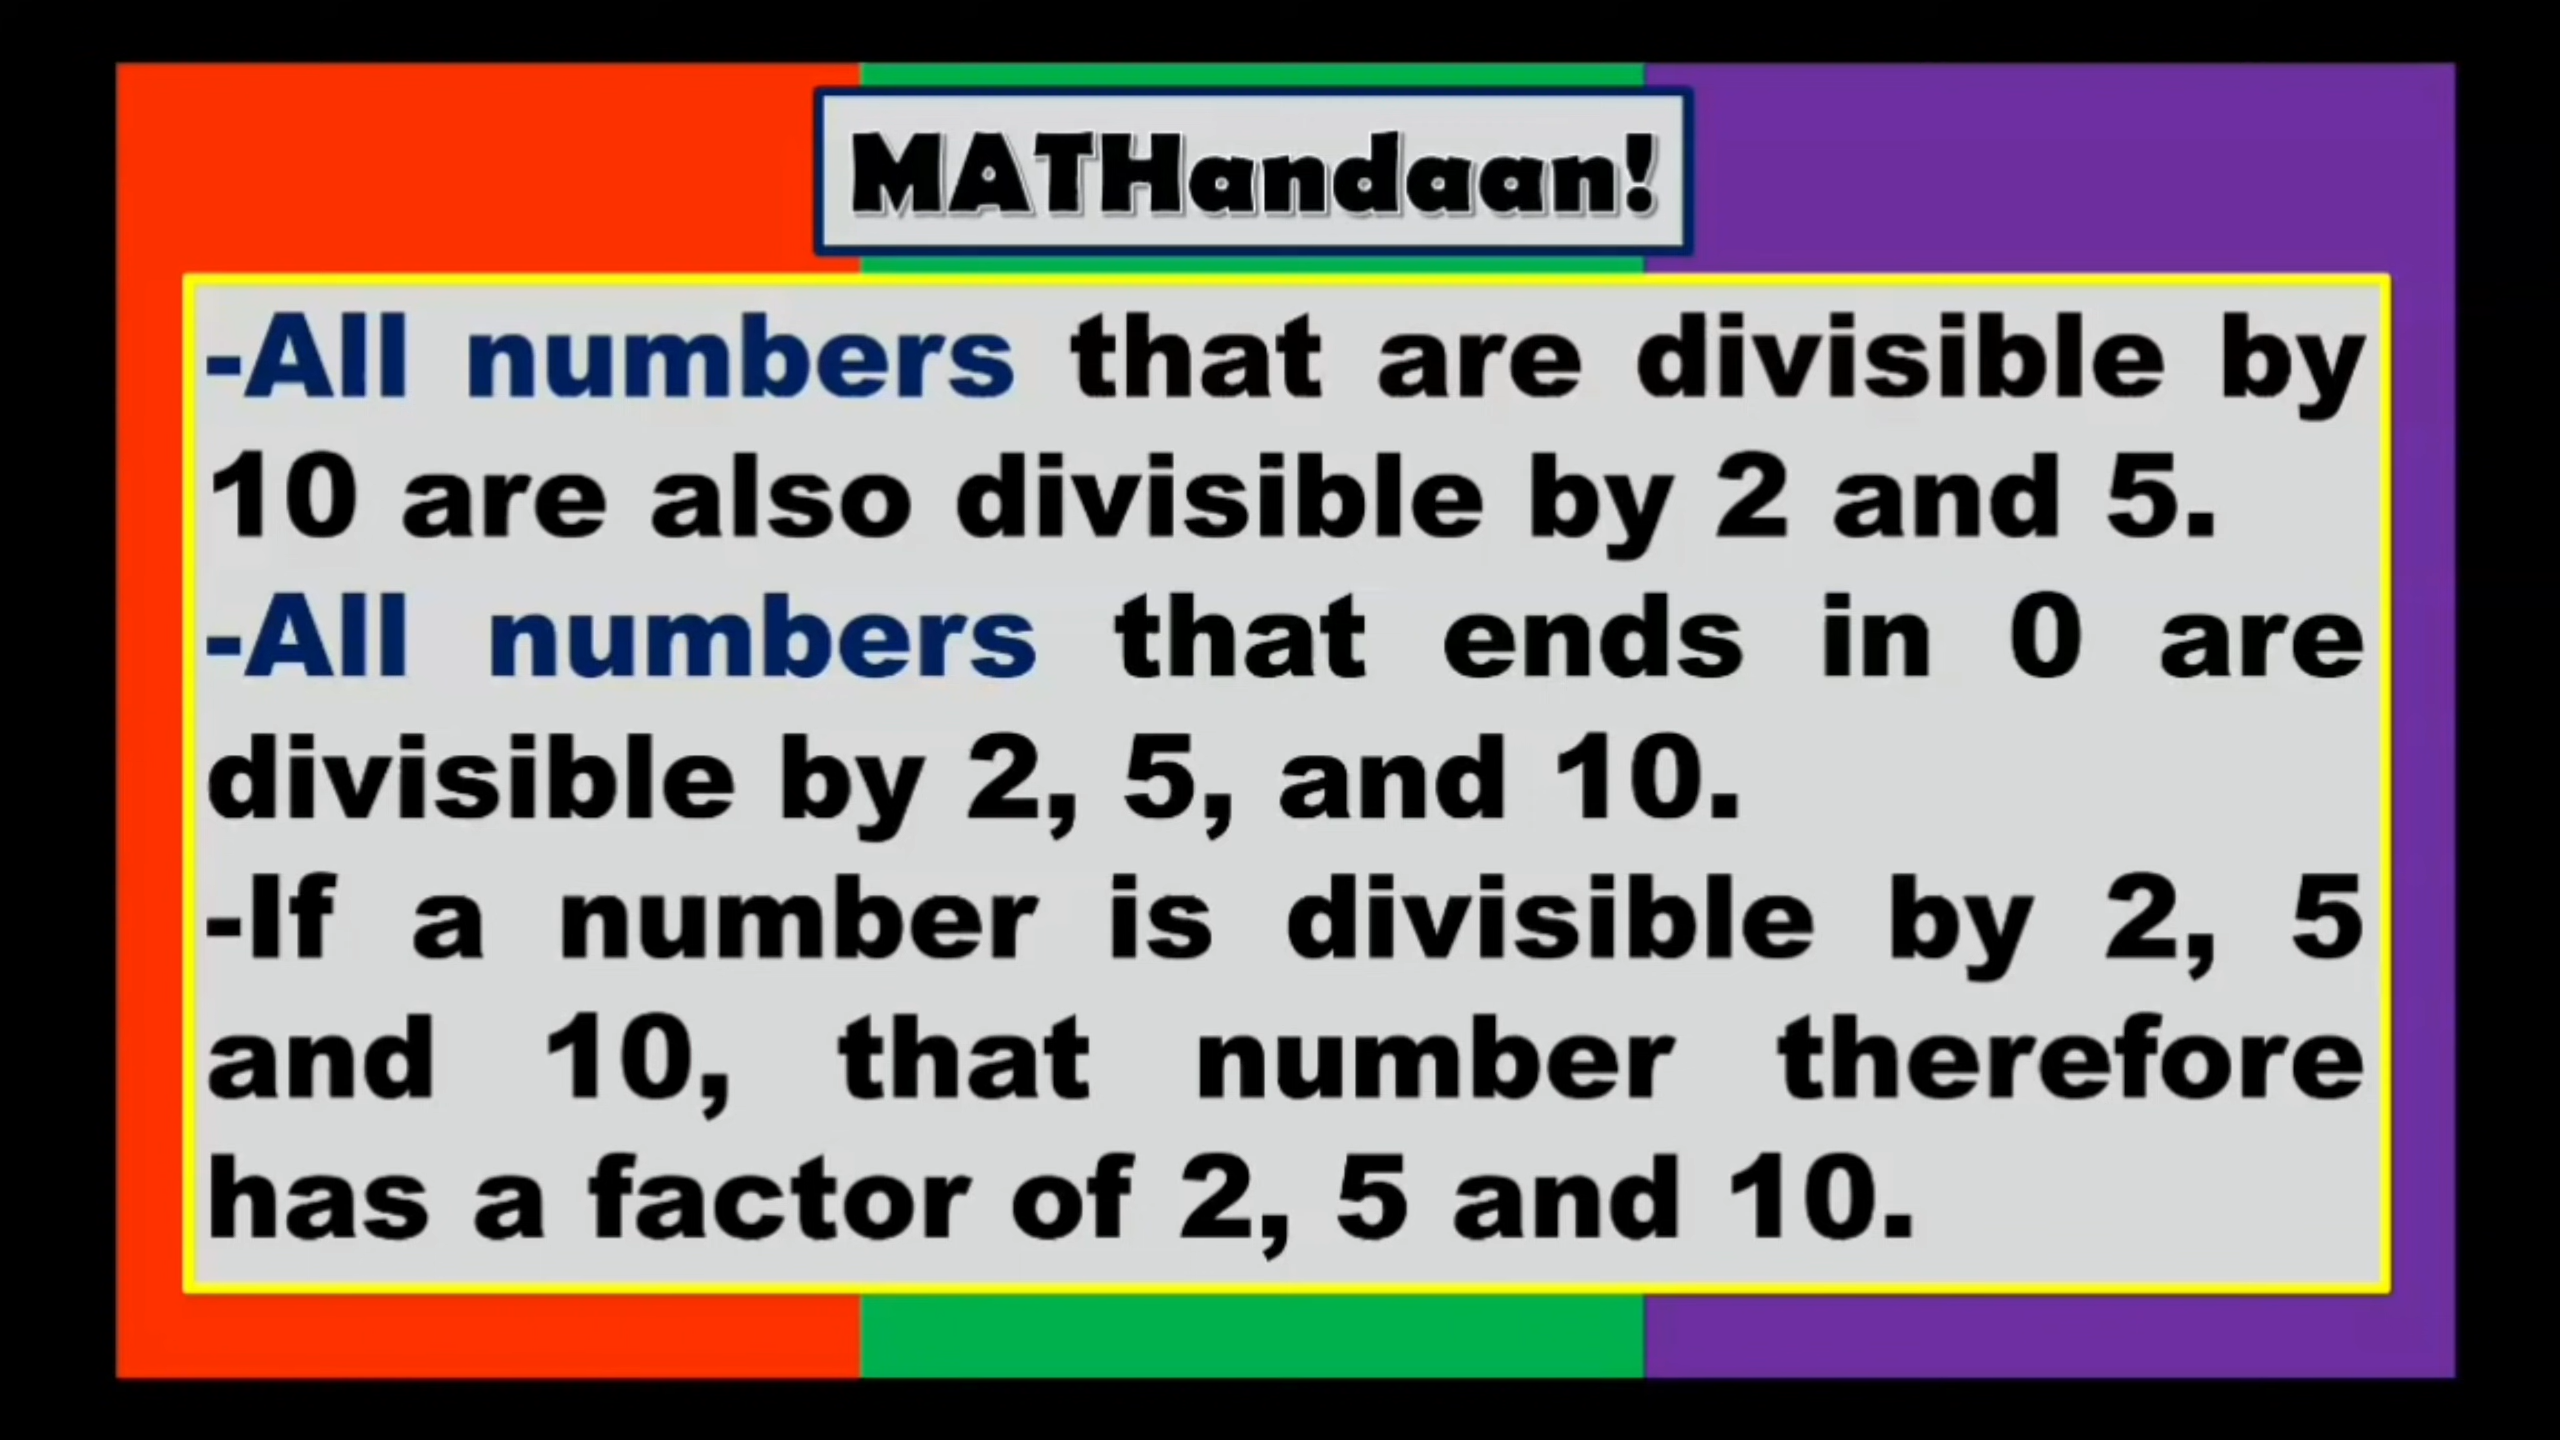 MATHandaan!
-All numbers that are divisible by
10 are also divisible by 2 and 5.
-All numbers that ends in 0 are
divisible by 2, 5, and 10.
-If a number is divisible by 2, 5
and 10, that number therefore
has a factor of 2, 5 and 10.